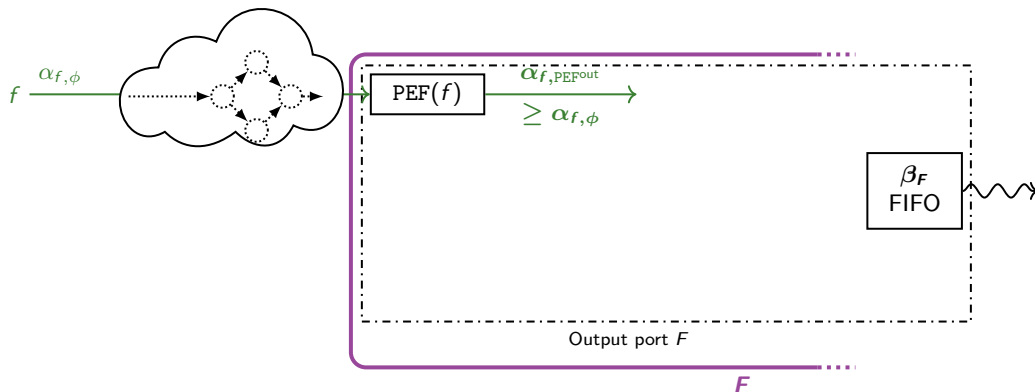 f
α_{f,ϕ}
PEF(f)
α_{f,PEF^{out}}
≥ α_{f,ϕ}
β_F
FIFO
Output port F
F